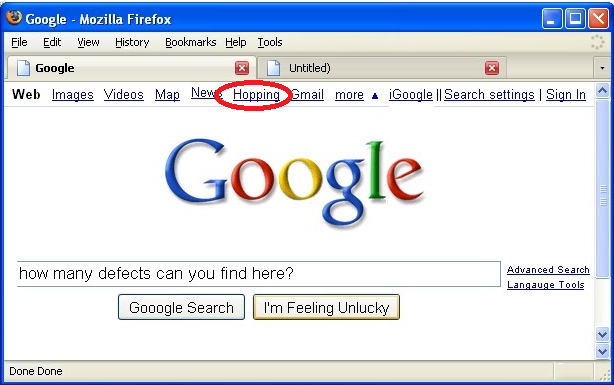 Google - Mozilla Firefox
File Edit View History Bookmarks Help Tools
Google Untitled)
Web Images Videos Map News Hopping Gmail more ▲ iGoogle || Search settings | Sign In
Google
how many defects can you find here?
Advanced Search
Langauge Tools
Gooogle Search I'm Feeling Unlucky
Done Done